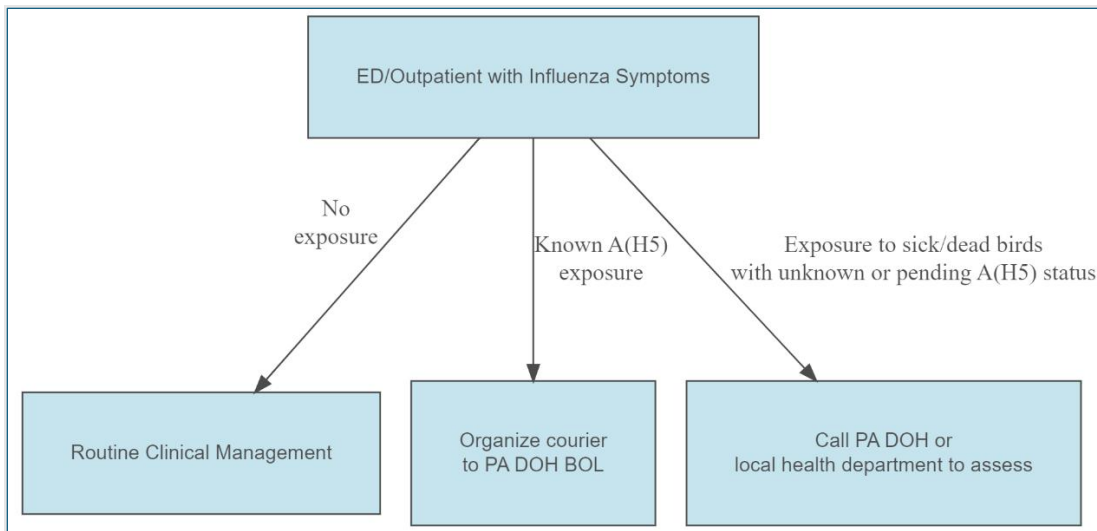 ED/Outpatient with Influenza Symptoms
No
exposure
Known A(H5)
exposure
Exposure to sick/dead birds
with unknown or pending A(H5) status
Routine Clinical Management
Organize courier
to PA DOH BOL
Call PA DOH or
local health department to assess